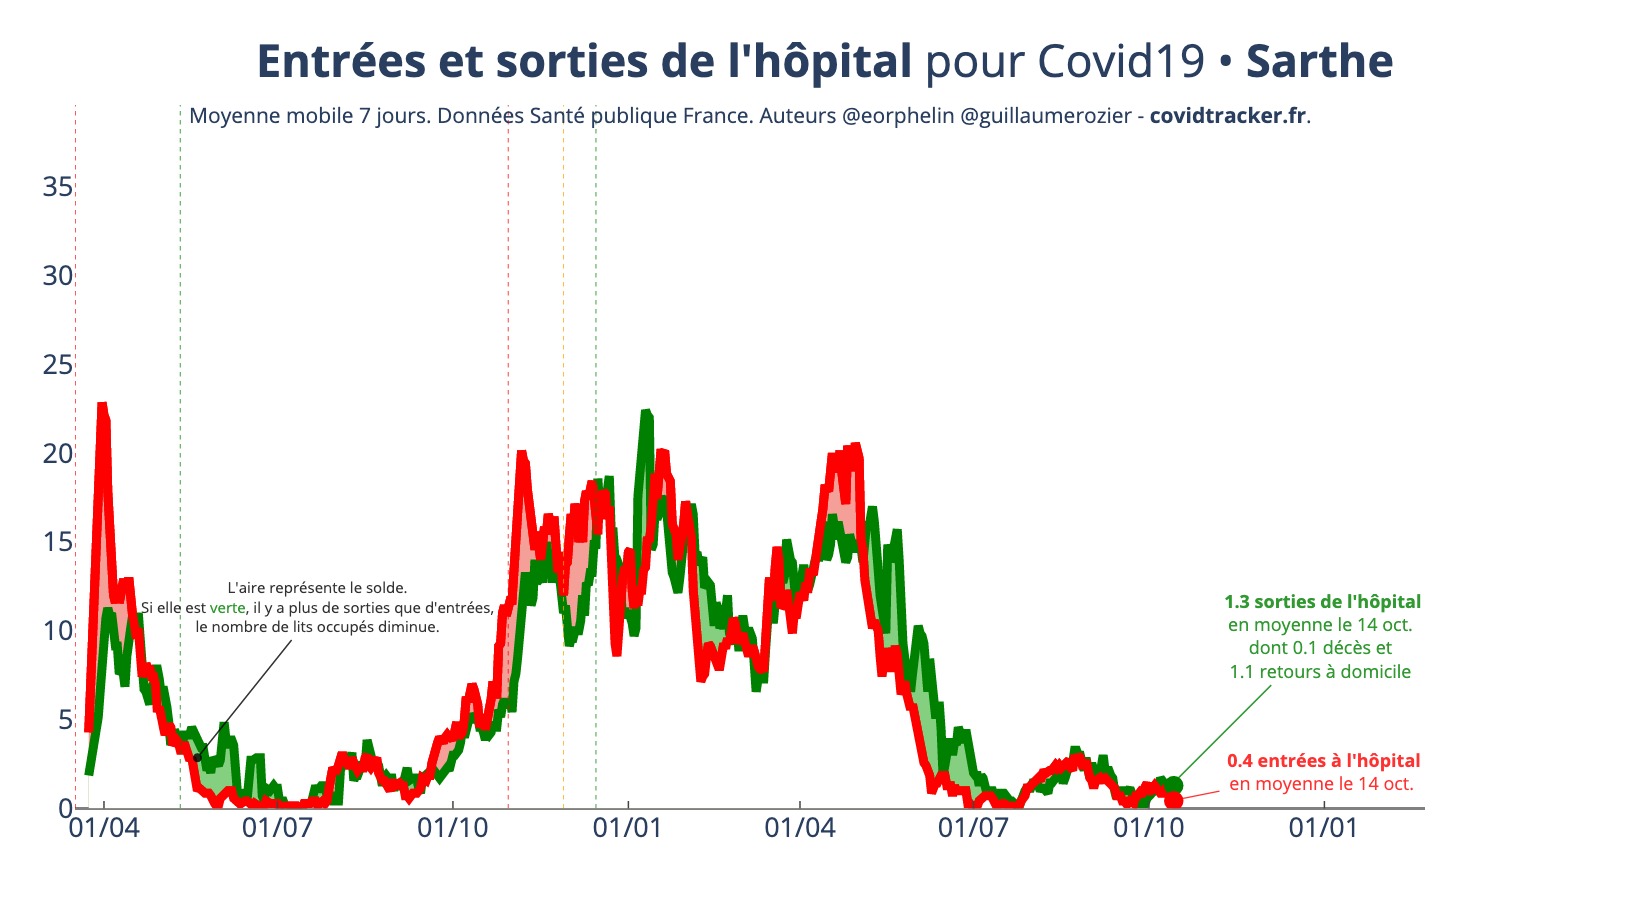 Entrées et sorties de l'hôpital pour Covid19 • Sarthe
Moyenne mobile 7 jours. Données Santé publique France. Auteurs @eorphelin @guillaumerozier - covidtracker.fr.
35
30
25
20
15
10
5
0
L'aire représente le solde.
Si elle est verte, il y a plus de sorties que d'entrées,
le nombre de lits occupés diminue.
1.3 sorties de l'hôpital
en moyenne le 14 oct.
dont 0.1 décès et
1.1 retours à domicile
0.4 entrées à l'hôpital
en moyenne le 14 oct.
01/04 01/07 01/10 01/01 01/04 01/07 01/10 01/01